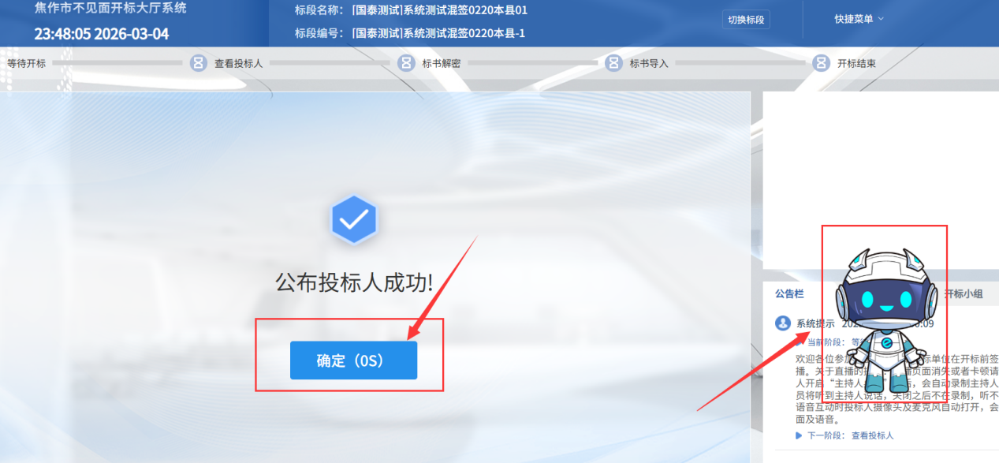 焦作市不见面开标大厅系统
23:48:05 2026-03-04
标段名称： [国泰测试]系统测试混签0220本县01
标段编号： [国泰测试]系统测试混签0220本县-1
切换标段
快捷菜单
等待开标
查看投标人
标书解密
标书导入
开标结束
公布投标人成功!
确定（0S）
公告栏
开标小组
系统提示 202 0:09
当前阶段： 等
欢迎各位参加 标单位在开标前签
播。关于直播的 播页面消失或者卡顿请
人开启“主持人 ”后，会自动录制主持人
员将听到主持人说话，关闭之后不在录制，听不
语音互动时投标人摄像头及麦克风自动打开，会
面及语音。
下一阶段： 查看投标人